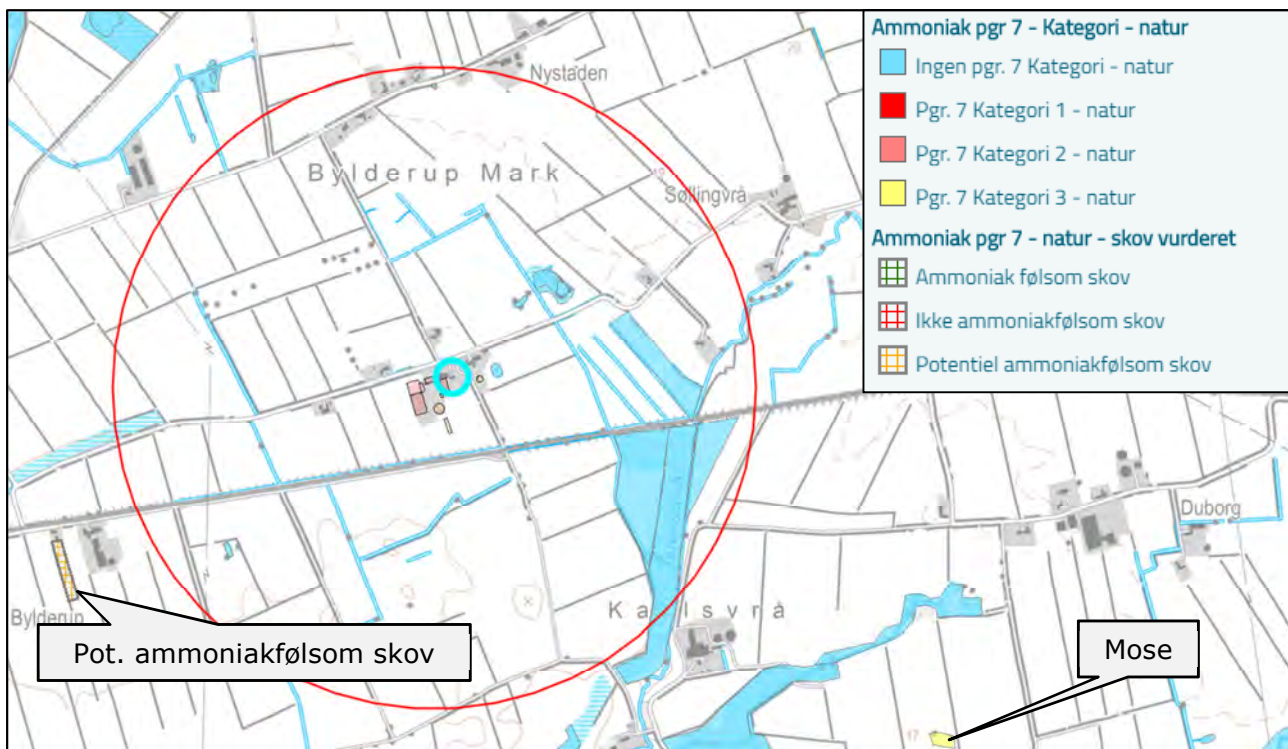 Ammoniak pgr 7 - Kategori - natur
Ingen pgr. 7 Kategori - natur
Pgr. 7 Kategori 1 - natur
Pgr. 7 Kategori 2 - natur
Pgr. 7 Kategori 3 - natur
Ammoniak pgr 7 - natur - skov vurderet
Ammoniak følsom skov
Ikke ammoniakfølsom skov
Potentiel ammoniakfølsom skov
Nystaden
Bylderup Mark
Søllingvrå
Duborg
Bylderup
Pot. ammoniakfølsom skov
Mose
17